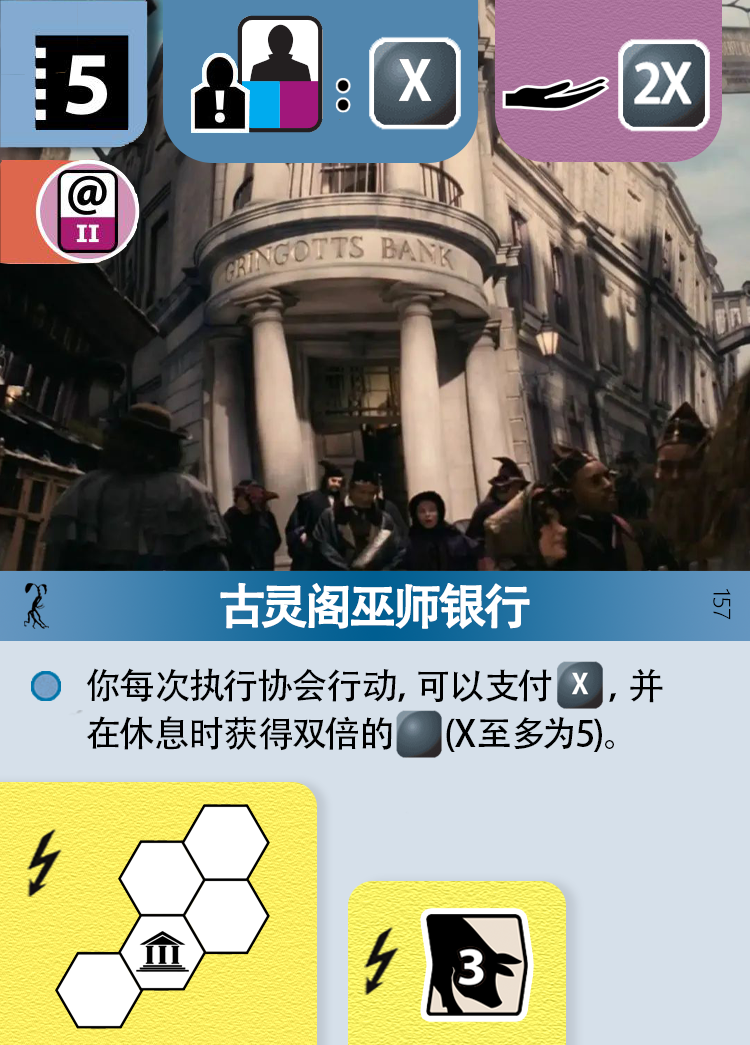 5
!
:
X
2X
@
II
GRINGOTTS BANK
古灵阁巫师银行
157
你每次执行协会行动, 可以支付 X , 并
在休息时获得双倍的 (X至多为5)。
3